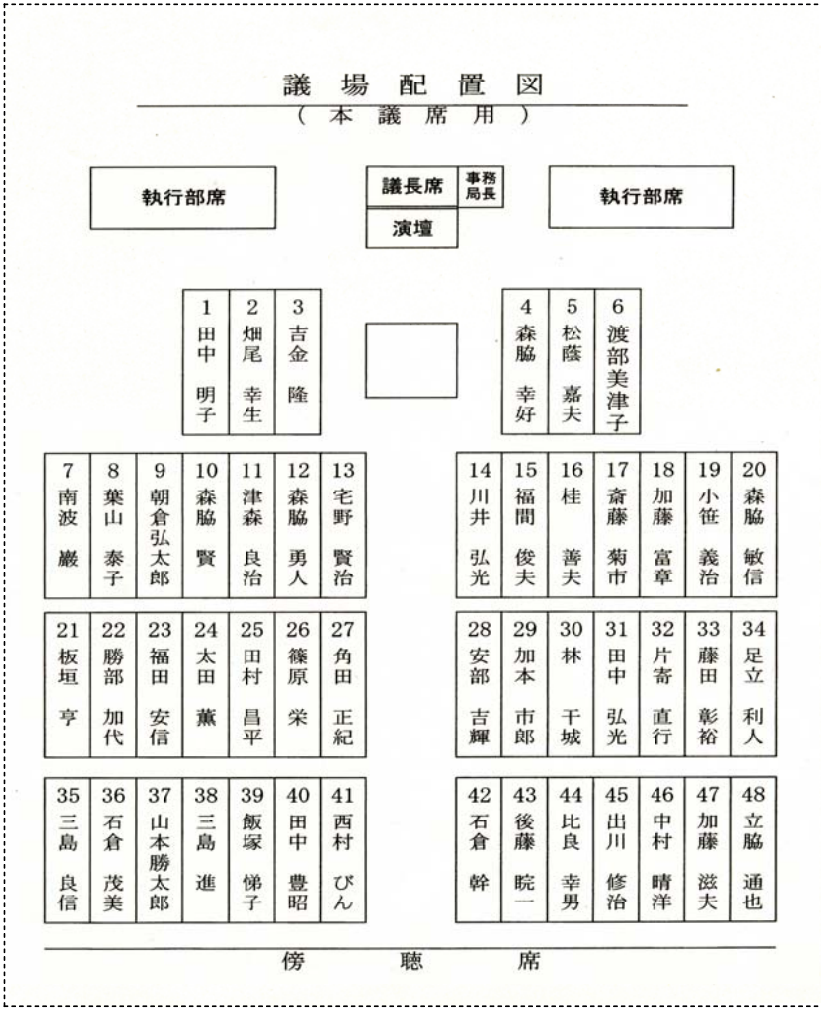 議場配置図
(本議席用)
執行部席
議長席
事務局長
執行部席
演壇
1 田中 明子
2 畑尾 幸生
3 吉金 隆
4 森脇 幸好
5 松蔭 嘉夫
6 渡部美津子
7 南波 巖
8 葉山 泰子
9 朝倉弘太郎
10 森脇 賢
11 津森 良治
12 森脇 勇人
13 宅野 賢治
14 川井 弘光
15 福間 俊夫
16 桂 善夫
17 斎藤 菊市
18 加藤 富章
19 小笹 義治
20 森脇 敏信
21 板垣 亨
22 勝部 加代
23 福田 安信
24 太田 薫
25 田村 昌平
26 篠原 栄
27 角田 正紀
28 安部 吉輝
29 加本 市郎
30 林 干城
31 田中 弘光
32 片寄 直行
33 藤田 彰裕
34 足立 利人
35 三島 良信
36 石倉 茂美
37 山本勝太郎
38 三島 進
39 飯塚 悌子
40 田中 豊昭
41 西村 びん
42 石倉 幹
43 後藤 晥一
44 比良 幸男
45 出川 修治
46 中村 晴洋
47 加藤 滋夫
48 立脇 通也
傍聴席